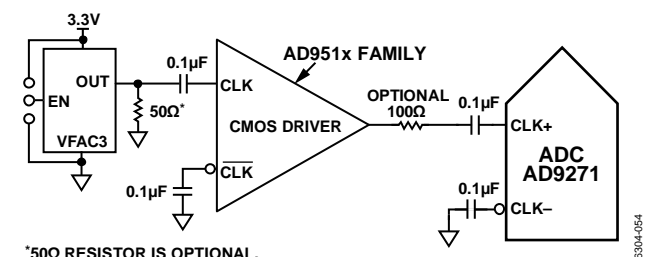 3.3V
OUT
EN
VFAC3
50Ω*
0.1µF
CLK
AD951x FAMILY
CMOS DRIVER
CLK
0.1µF
OPTIONAL
100Ω
0.1µF
CLK+
ADC
AD9271
0.1µF
CLK–
*50Ω RESISTOR IS OPTIONAL.
6304-054